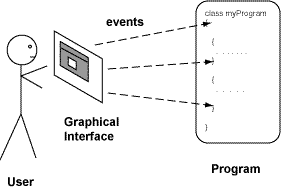 events
class myProgram
{
. . . . . . .
}
{
. . . . . .
}
}
Graphical
Interface
Program
User